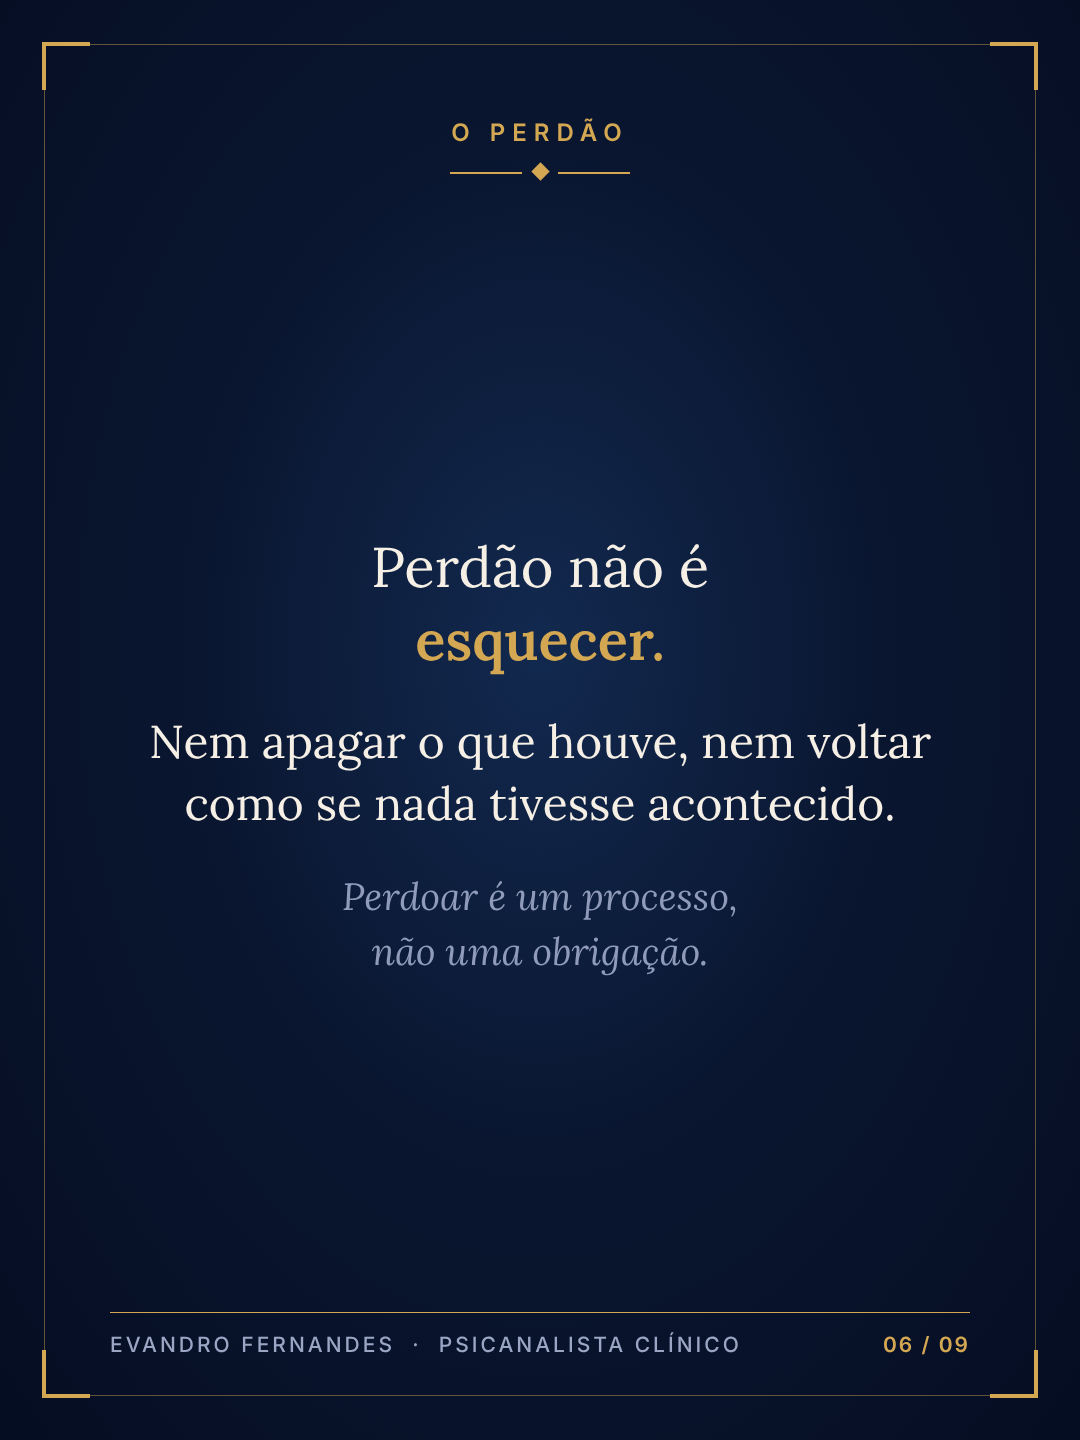 O PERDÃO
Perdão não é
esquecer.
Nem apagar o que houve, nem voltar
como se nada tivesse acontecido.
Perdoar é um processo,
não uma obrigação.
EVANDRO FERNANDES · PSICANALISTA CLÍNICO 06 / 09